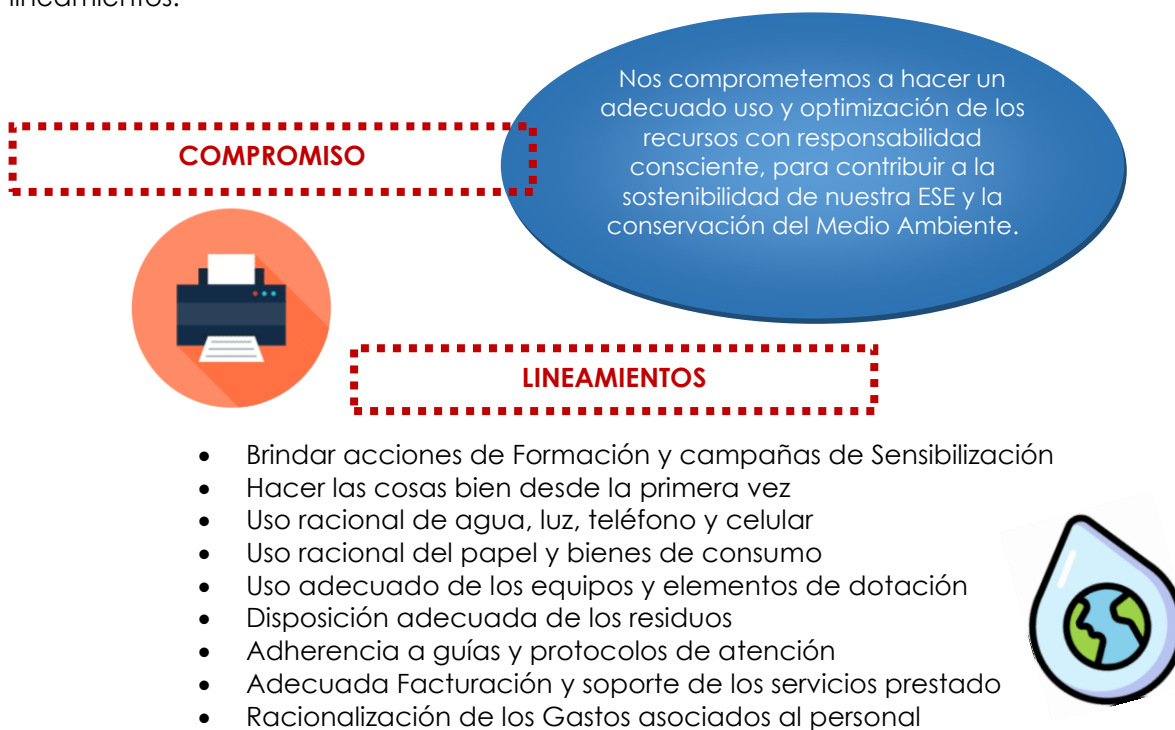 lineamientos.
Nos comprometemos a hacer un
adecuado uso y optimización de los
recursos con responsabilidad
consciente, para contribuir a la
sostenibilidad de nuestra ESE y la
conservación del Medio Ambiente.
COMPROMISO
LINEAMIENTOS
• Brindar acciones de Formación y campañas de Sensibilización
• Hacer las cosas bien desde la primera vez
• Uso racional de agua, luz, teléfono y celular
• Uso racional del papel y bienes de consumo
• Uso adecuado de los equipos y elementos de dotación
• Disposición adecuada de los residuos
• Adherencia a guías y protocolos de atención
• Adecuada Facturación y soporte de los servicios prestado
• Racionalización de los Gastos asociados al personal